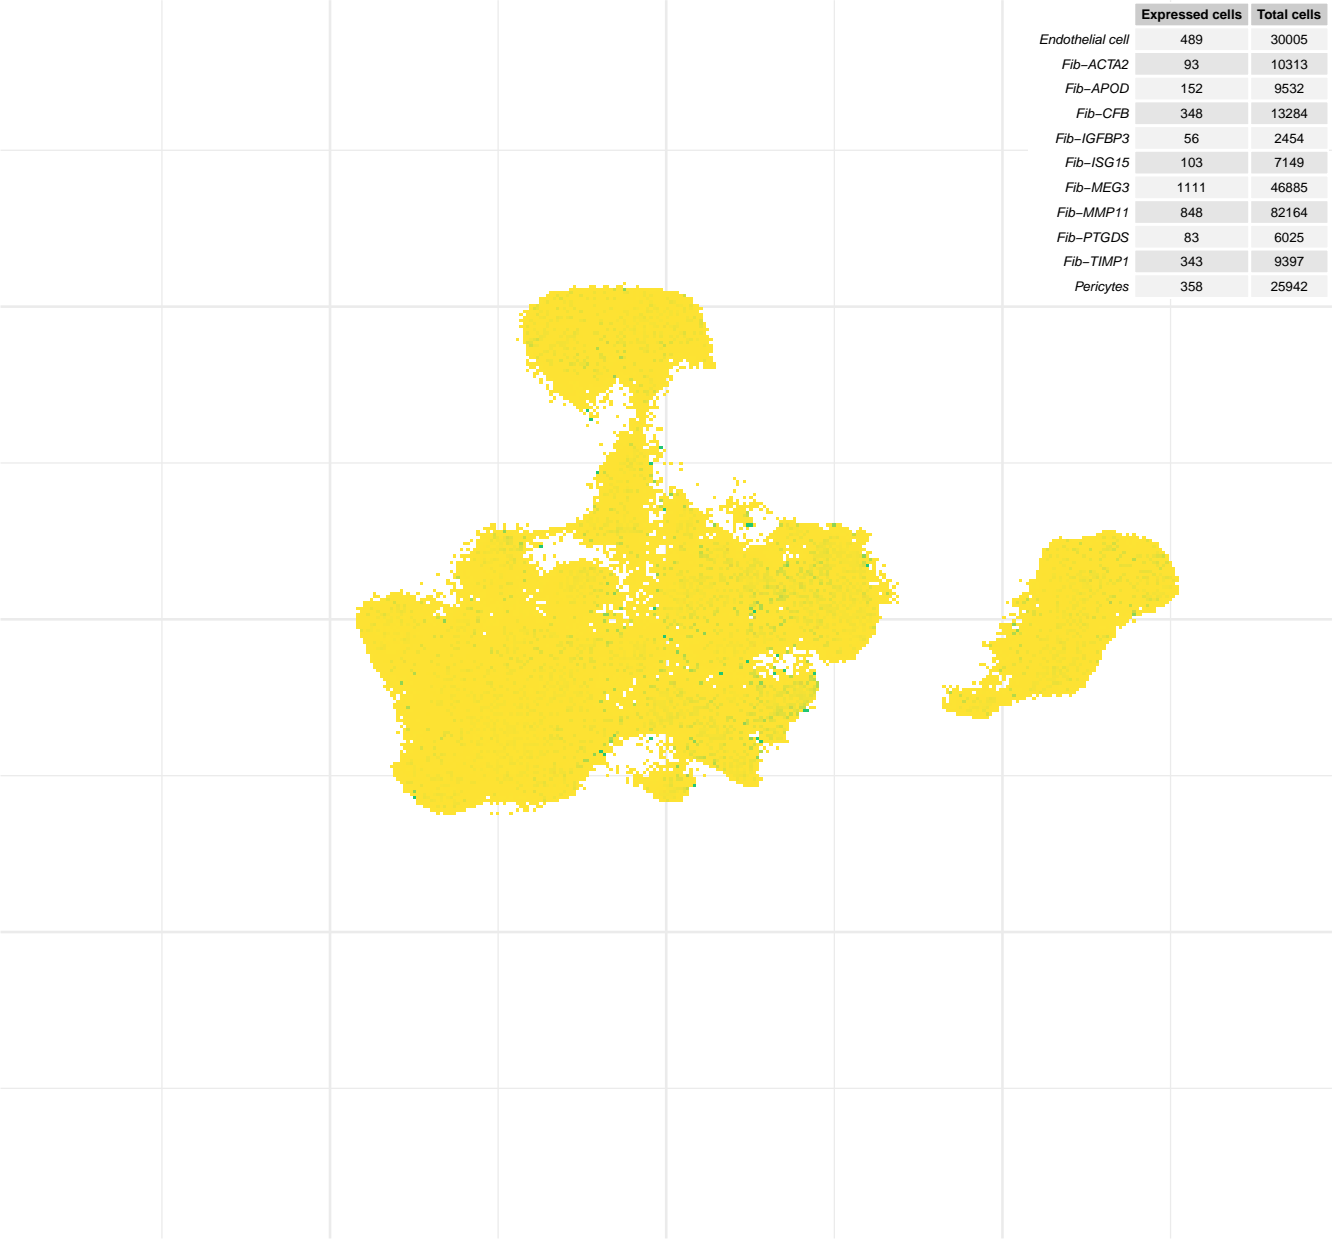 Expressed cells Total cells
Endothelial cell 489 30005
Fib−ACTA2 93 10313
Fib−APOD 152 9532
Fib−CFB 348 13284
Fib−IGFBP3 56 2454
Fib−ISG15 103 7149
Fib−MEG3 1111 46885
Fib−MMP11 848 82164
Fib−PTGDS 83 6025
Fib−TIMP1 343 9397
Pericytes 358 25942